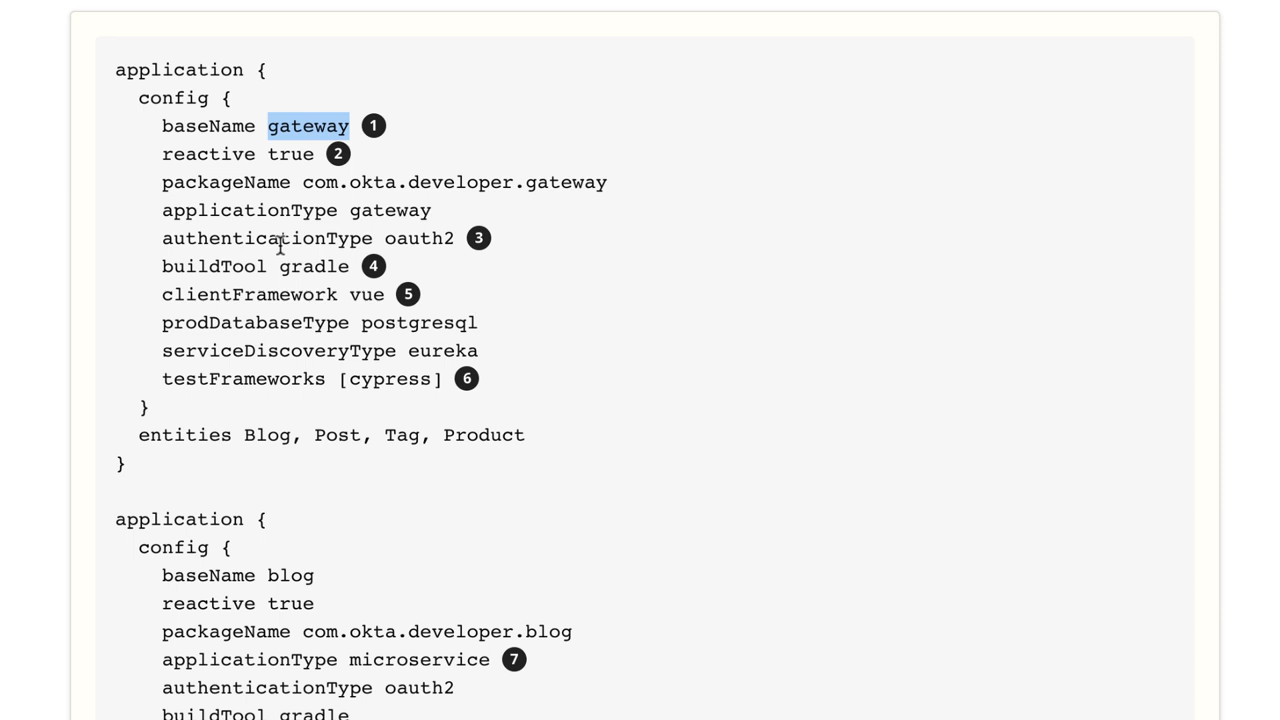 application {
  config {
    baseName gateway 1
    reactive true 2
    packageName com.okta.developer.gateway
    applicationType gateway
    authenticationType oauth2 3
    buildTool gradle 4
    clientFramework vue 5
    prodDatabaseType postgresql
    serviceDiscoveryType eureka
    testFrameworks [cypress] 6
  }
  entities Blog, Post, Tag, Product
}
application {
  config {
    baseName blog
    reactive true
    packageName com.okta.developer.blog
    applicationType microservice 7
    authenticationType oauth2
    buildTool gradle